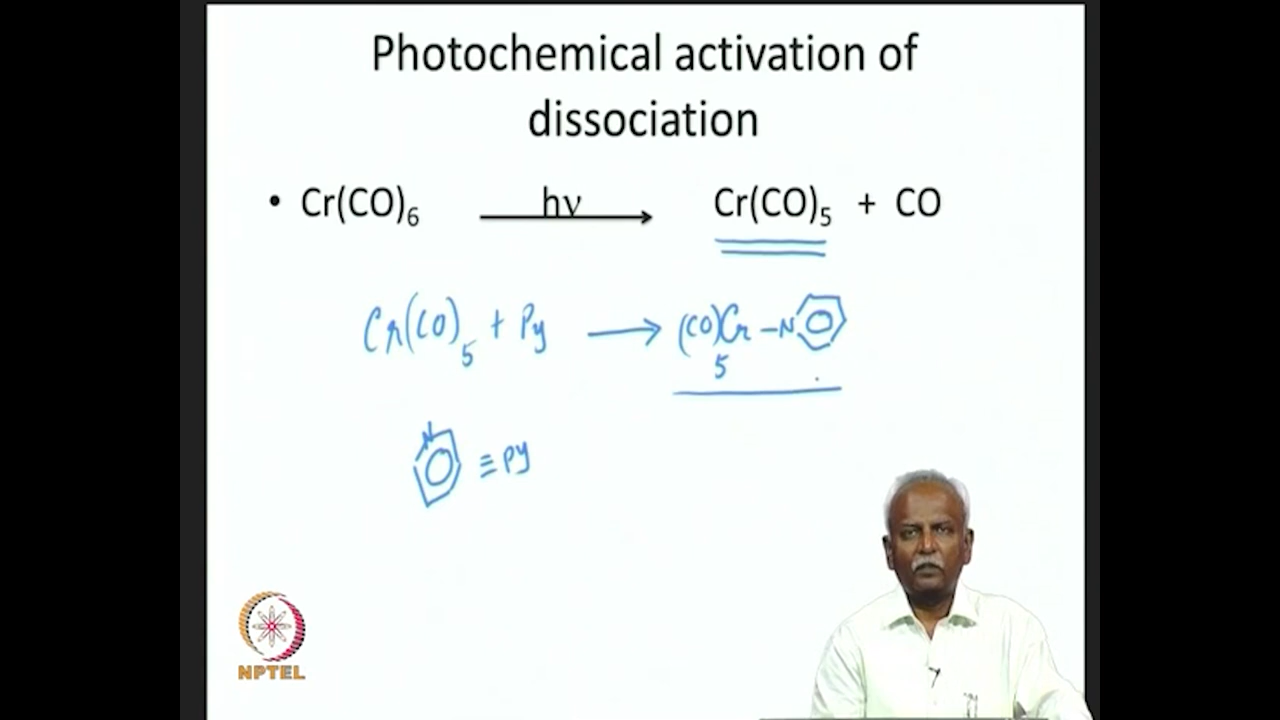 Photochemical activation of
dissociation
• Cr(CO)₆ hν Cr(CO)₅ + CO
Cr(CO)₅ + Py → (CO)₅Cr–N
N ≡ Py
NPTEL